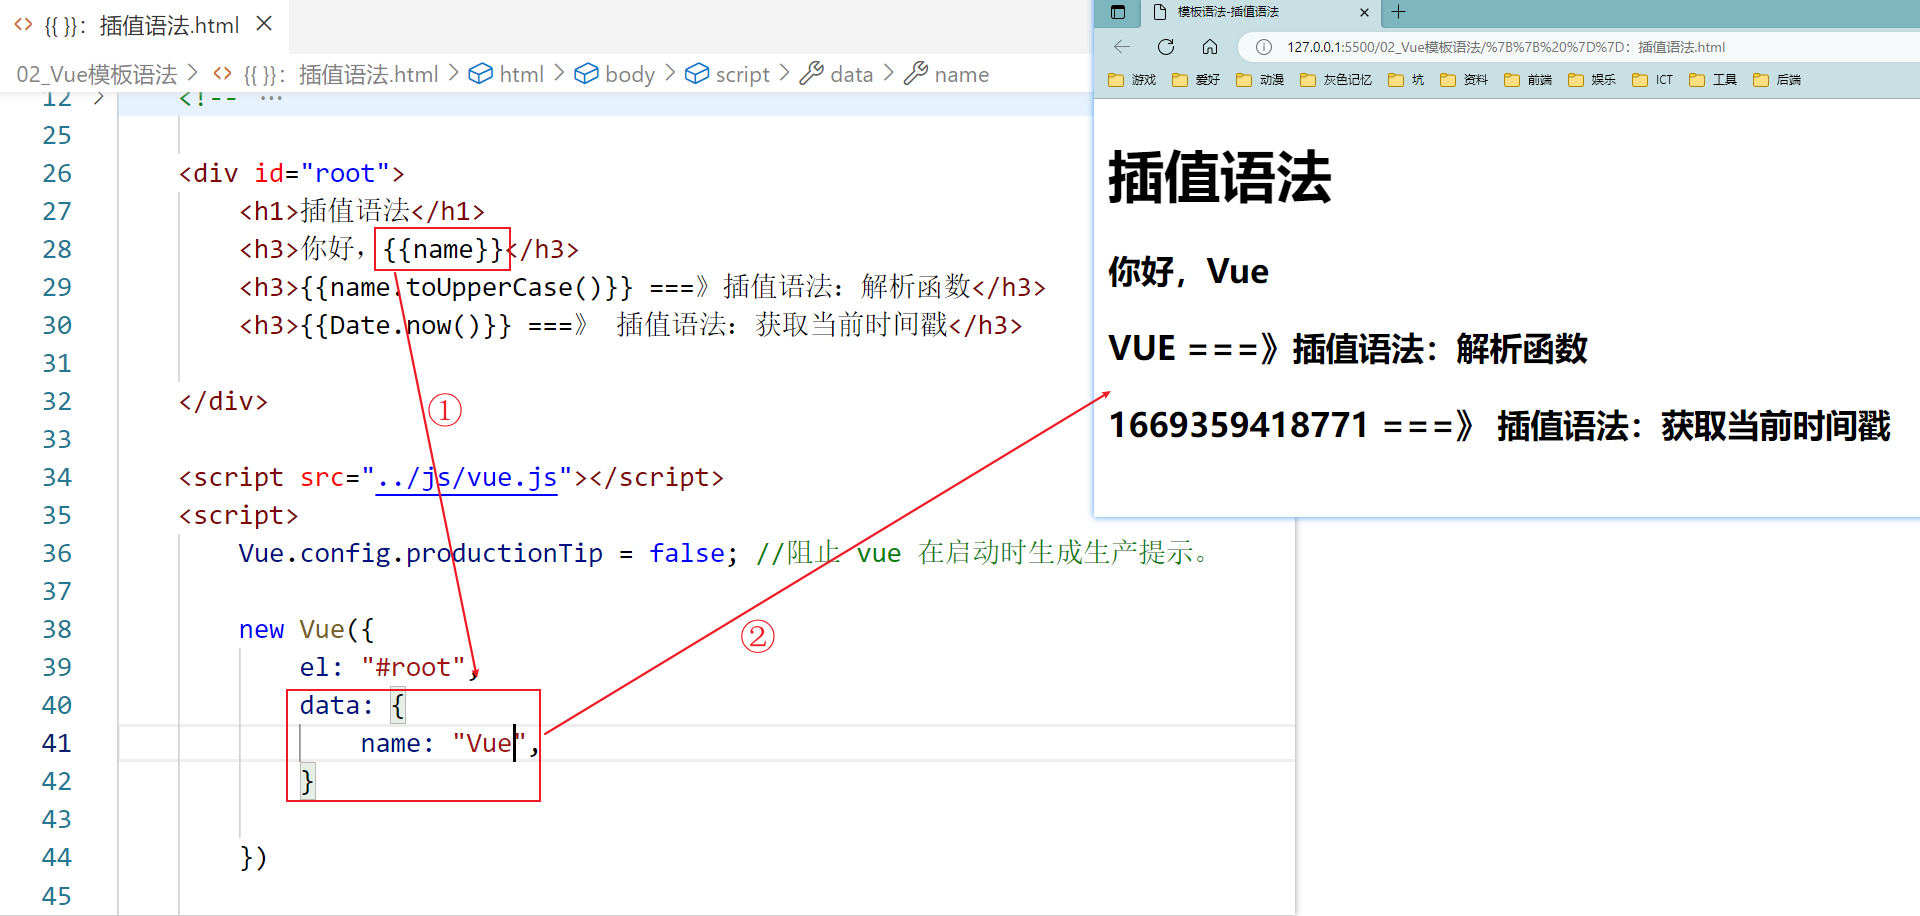 {{ }}：插值语法.html
02_Vue模板语法 > {{ }}：插值语法.html > html > body > script > data > name
12 > <!-- ···
25
26 <div id="root">
27 <h1>插值语法</h1>
28 <h3>你好，{{name}}</h3>
29 <h3>{{name.toUpperCase()}} ===》插值语法：解析函数</h3>
30 <h3>{{Date.now()}} ===》 插值语法：获取当前时间戳</h3>
31
32 </div>
33
34 <script src="../js/vue.js"></script>
35 <script>
36 Vue.config.productionTip = false; //阻止 vue 在启动时生成生产提示。
37
38 new Vue({
39 el: "#root",
40 data: {
41 name: "Vue",
42 }
43
44 })
45
①
②
模板语法-插值语法
127.0.0.1:5500/02_Vue模板语法/%7B%7B%20%7D%7D：插值语法.html
游戏 爱好 动漫 灰色记忆 坑 资料 前端 娱乐 ICT 工具 后端
插值语法
你好，Vue
VUE ===》插值语法：解析函数
1669359418771 ===》 插值语法：获取当前时间戳